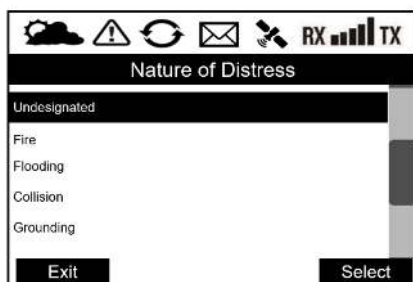 RX TX
Nature of Distress
Undesignated
Fire
Flooding
Collision
Grounding
Exit Select